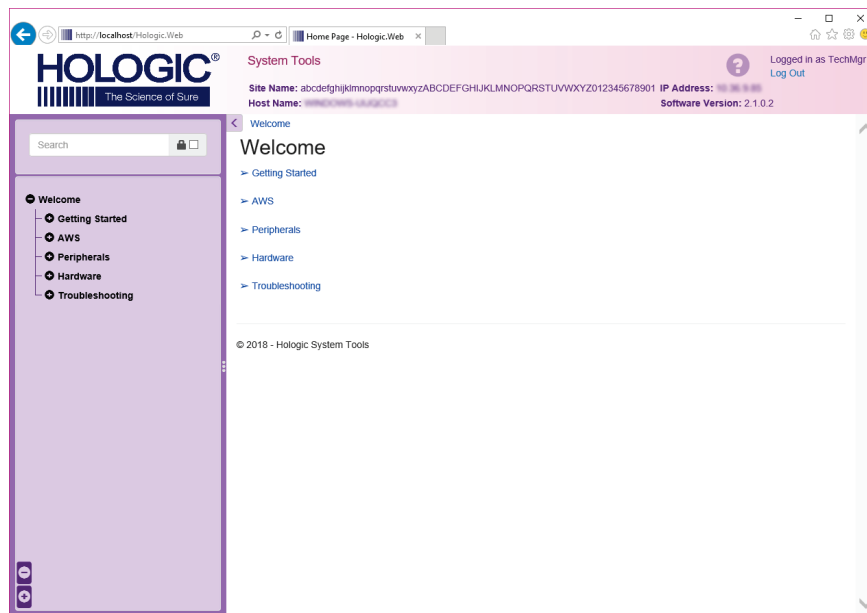 http://localhost/Hologic.Web
Home Page - Hologic.Web
HOLOGIC®
The Science of Sure
System Tools
Logged in as TechMgr
Log Out
Site Name: abcdefghijklmnopqrstuvwxyzABCDEFGHIJKLMNOPQRSTUVWXYZ012345678901 IP Address:
Host Name: Software Version: 2.1.0.2
Search
Welcome
Welcome
➢ Getting Started
➢ AWS
➢ Peripherals
➢ Hardware
➢ Troubleshooting
Welcome
Getting Started
AWS
Peripherals
Hardware
Troubleshooting
© 2018 - Hologic System Tools